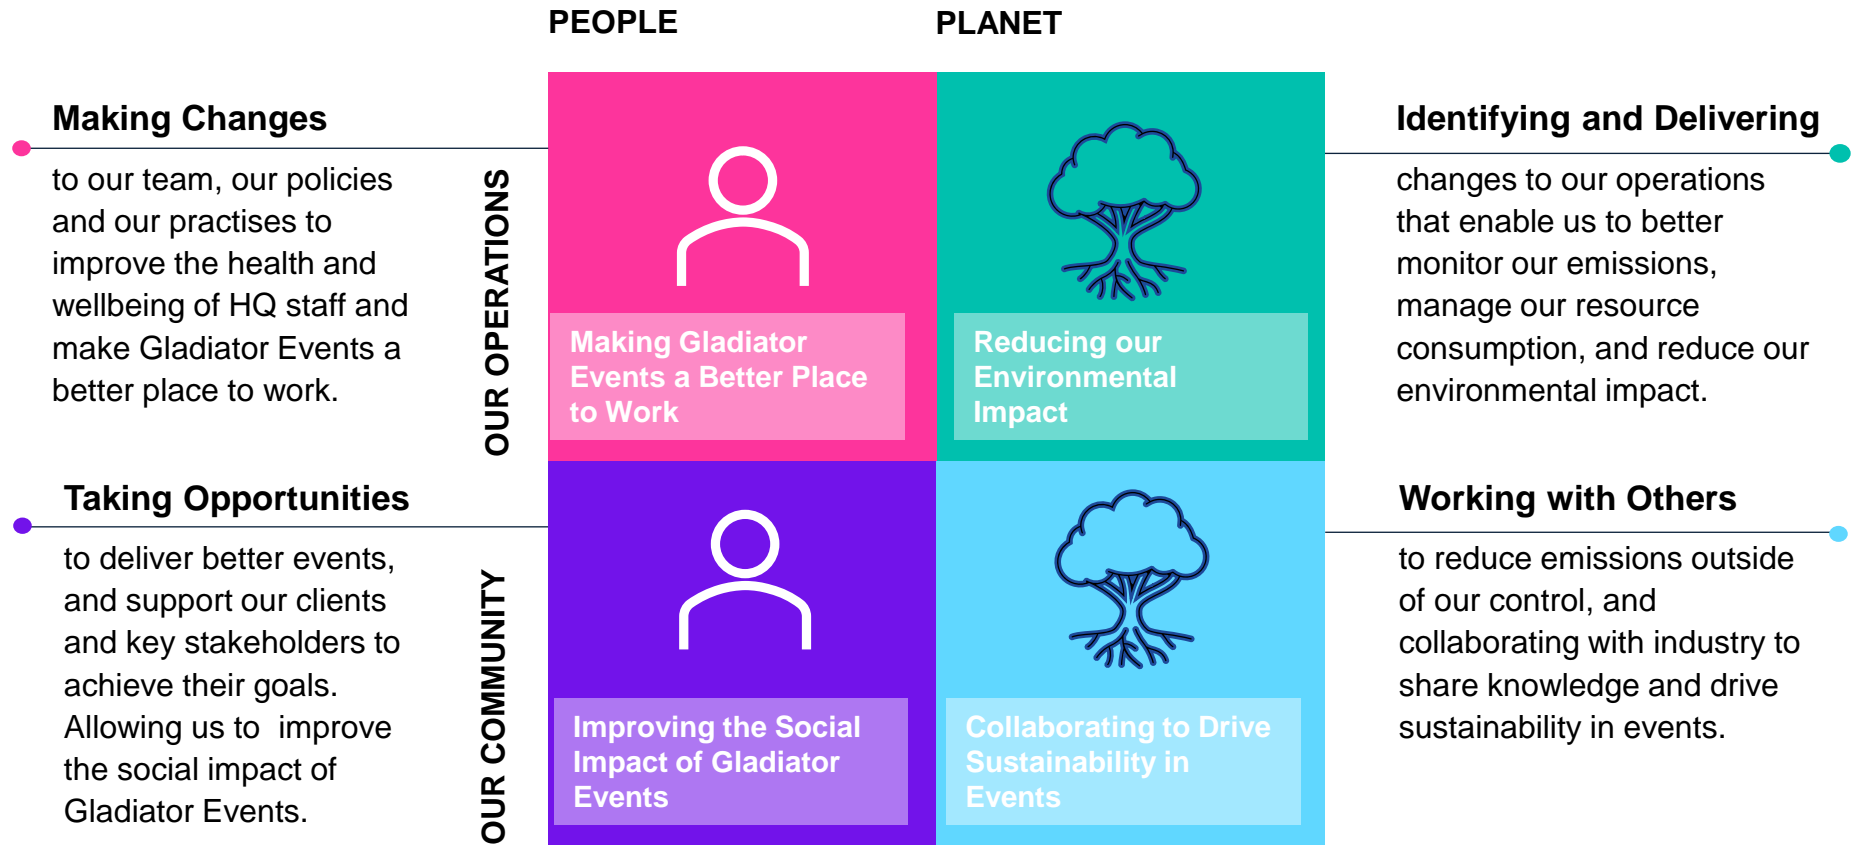 PEOPLE
PLANET
Making Changes
to our team, our policies
and our practises to
improve the health and
wellbeing of HQ staff and
make Gladiator Events a
better place to work.
OUR OPERATIONS
Making Gladiator
Events a Better Place
to Work
Reducing our
Environmental
Impact
Identifying and Delivering
changes to our operations
that enable us to better
monitor our emissions,
manage our resource
consumption, and reduce our
environmental impact.
Taking Opportunities
to deliver better events,
and support our clients
and key stakeholders to
achieve their goals.
Allowing us to improve
the social impact of
Gladiator Events.
OUR COMMUNITY
Improving the Social
Impact of Gladiator
Events
Collaborating to Drive
Sustainability in
Events
Working with Others
to reduce emissions outside
of our control, and
collaborating with industry to
share knowledge and drive
sustainability in events.